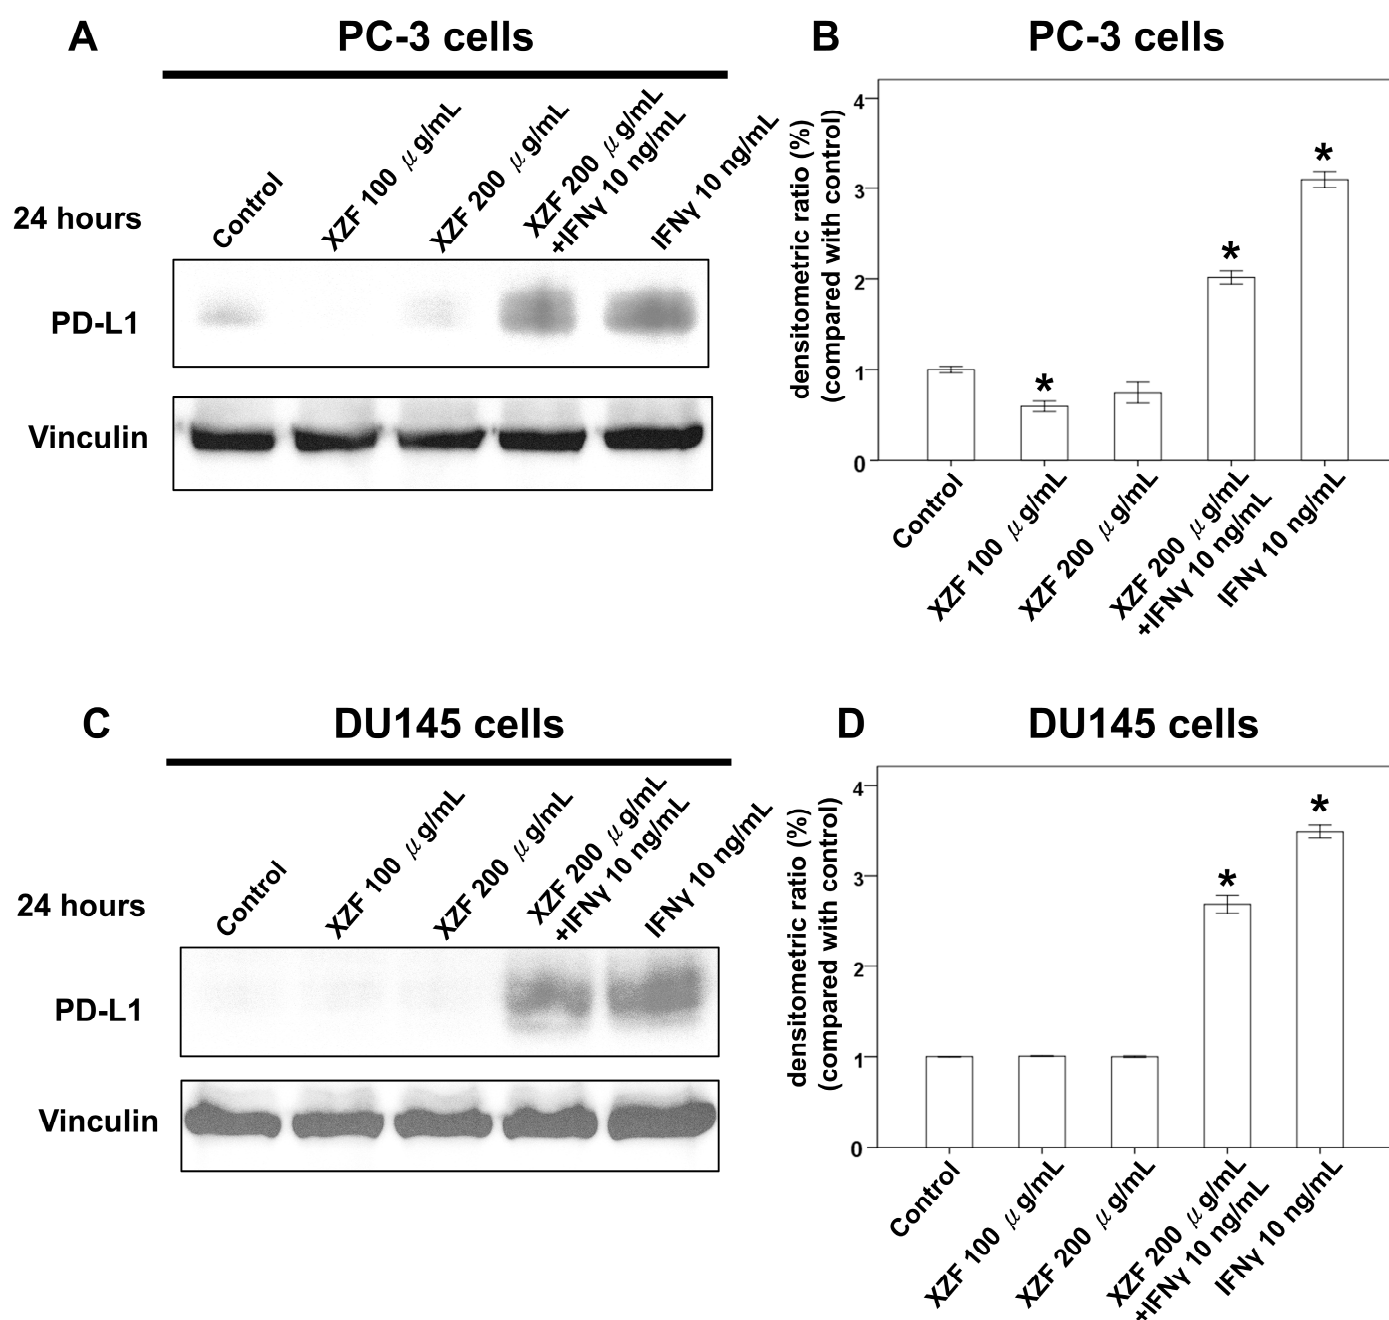 A
PC-3 cells
24 hours
Control
XZF 100 μg/mL
XZF 200 μg/mL
XZF 200 μg/mL
+IFNγ 10 ng/mL
IFNγ 10 ng/mL
PD-L1
Vinculin
B
PC-3 cells
densitometric ratio (%)
(compared with control)
4
3
2
1
0
*
*
*
Control
XZF 100 μg/mL
XZF 200 μg/mL
XZF 200 μg/mL
+IFNγ 10 ng/mL
IFNγ 10 ng/mL
C
DU145 cells
24 hours
Control
XZF 100 μg/mL
XZF 200 μg/mL
XZF 200 μg/mL
+IFNγ 10 ng/mL
IFNγ 10 ng/mL
PD-L1
Vinculin
D
DU145 cells
densitometric ratio (%)
(compared with control)
4
3
2
1
0
*
*
Control
XZF 100 μg/mL
XZF 200 μg/mL
XZF 200 μg/mL
+IFNγ 10 ng/mL
IFNγ 10 ng/mL